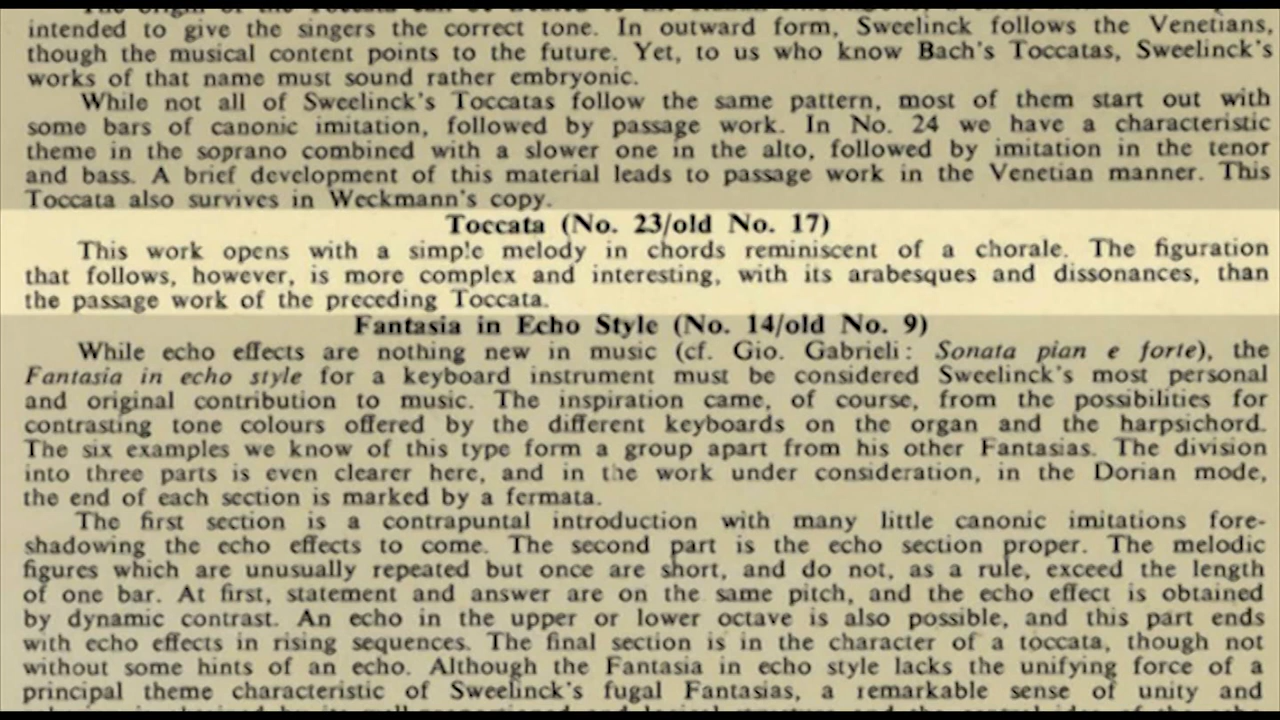 intended to give the singers the correct tone. In outward form, Sweelinck follows the Venetians,
though the musical content points to the future. Yet, to us who know Bach's Toccatas, Sweelinck's
works of that name must sound rather embryonic.
While not all of Sweelinck's Toccatas follow the same pattern, most of them start out with
some bars of canonic imitation, followed by passage work. In No. 24 we have a characteristic
theme in the soprano combined with a slower one in the alto, followed by imitation in the tenor
and bass. A brief development of this material leads to passage work in the Venetian manner. This
Toccata also survives in Weckmann's copy.
Toccata (No. 23/old No. 17)
This work opens with a simple melody in chords reminiscent of a chorale. The figuration
that follows, however, is more complex and interesting, with its arabesques and dissonances, than
the passage work of the preceding Toccata.
Fantasia in Echo Style (No. 14/old No. 9)
While echo effects are nothing new in music (cf. Gio. Gabrieli: Sonata pian e forte), the
Fantasia in echo style for a keyboard instrument must be considered Sweelinck's most personal
and original contribution to music. The inspiration came, of course, from the possibilities for
contrasting tone colours offered by the different keyboards on the organ and the harpsichord.
The six examples we know of this type form a group apart from his other Fantasias. The division
into three parts is even clearer here, and in the work under consideration, in the Dorian mode,
the end of each section is marked by a fermata.
The first section is a contrapuntal introduction with many little canonic imitations fore-
shadowing the echo effects to come. The second part is the echo section proper. The melodic
figures which are unusually repeated but once are short, and do not, as a rule, exceed the length
of one bar. At first, statement and answer are on the same pitch, and the echo effect is obtained
by dynamic contrast. An echo in the upper or lower octave is also possible, and this part ends
with echo effects in rising sequences. The final section is in the character of a toccata, though not
without some hints of an echo. Although the Fantasia in echo style lacks the unifying force of a
principal theme characteristic of Sweelinck's fugal Fantasias, a remarkable sense of unity and